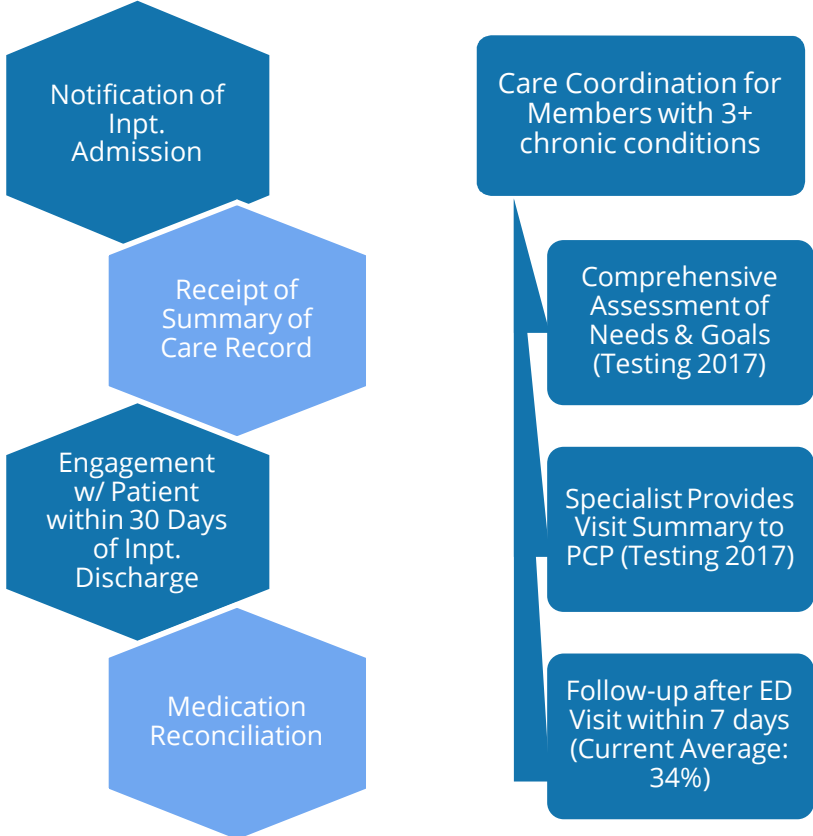 Notification of
Inpt.
Admission
Receipt of
Summary of
Care Record
Engagement
w/ Patient
within 30 Days
of Inpt.
Discharge
Medication
Reconciliation
Care Coordination for
Members with 3+
chronic conditions
Comprehensive
Assessment of
Needs & Goals
(Testing 2017)
Specialist Provides
Visit Summary to
PCP (Testing 2017)
Follow-up after ED
Visit within 7 days
(Current Average:
34%)